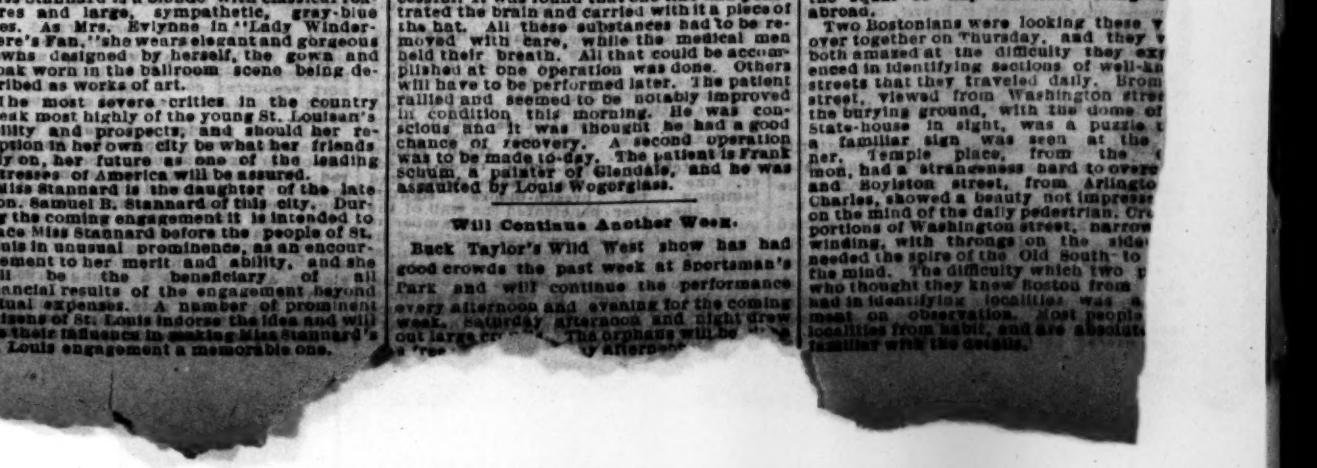 res and large, sympathetic, gray-blue
es. As Mrs. Evlynne in "Lady Winder-
ere's Fan," she wears elegant and gorgeous
wns designed by herself, the gown and
oak worn in the ballroom scene being de-
ribed as works of art.
The most severe critics in the country
eak most highly of the young St. Louisan's
ility and prospects, and should her re-
ption in her own city be what her friends
ly on, her future as one of the leading
tresses of America will be assured.
Miss Stannard is the daughter of the late
on. Samuel B. Stannard of this city. Dur-
g the coming engagement it is intended to
ace Miss Stannard before the people of St.
uis in unusual prominence, as an encour-
ement to her merit and ability, and she
ll be the beneficiary of all
ancial results of the engagement beyond
tual expenses. A number of prominent
izens of St. Louis indorse the idea and will
their influence in making Miss Stannard's
Louis engagement a memorable one.
trated the brain and carried with it a piece of
the hat. All these substances had to be re-
moved with care, while the medical men
held their breath. All that could be accom-
plished at one operation was done. Others
will have to be performed later. The patient
rallied and seemed to be notably improved
in condition this morning. He was con-
scious and it was thought he had a good
chance of recovery. A second operation
was to be made to-day. The patient is Frank
Schum, a painter of Glendale, and he was
assaulted by Louis Wogorglass.
Will Continue Another Week.
Buck Taylor's Wild West show has had
good crowds the past week at Sportsman's
Park and will continue the performance
every afternoon and evening for the coming
week. Saturday afternoon and night drew
out large The orphans will be
abroad.
Two Bostonians were looking these v
over together on Thursday, and they
both amazed at the difficulty they exp
enced in identifying sections of well-kn
streets that they traveled daily. Brom
street, viewed from Washington stree
the burying ground, with the dome of
State-house in sight, was a puzzle
a familiar sign was seen at the
ner. Temple place, from the
mon, had a strangeness hard to overc
and Boylston street, from Arlingto
Charles, showed a beauty not impress
on the mind of the daily pedestrian. Cro
portions of Washington street, narrow
winding, with throngs on the side
needed the spire of the Old South to
the mind. The difficulty which two p
who thought they knew Boston from
had in identifying localities was a
ment on observation. Most people
localities from habit, and are absolut
familiar with the details.